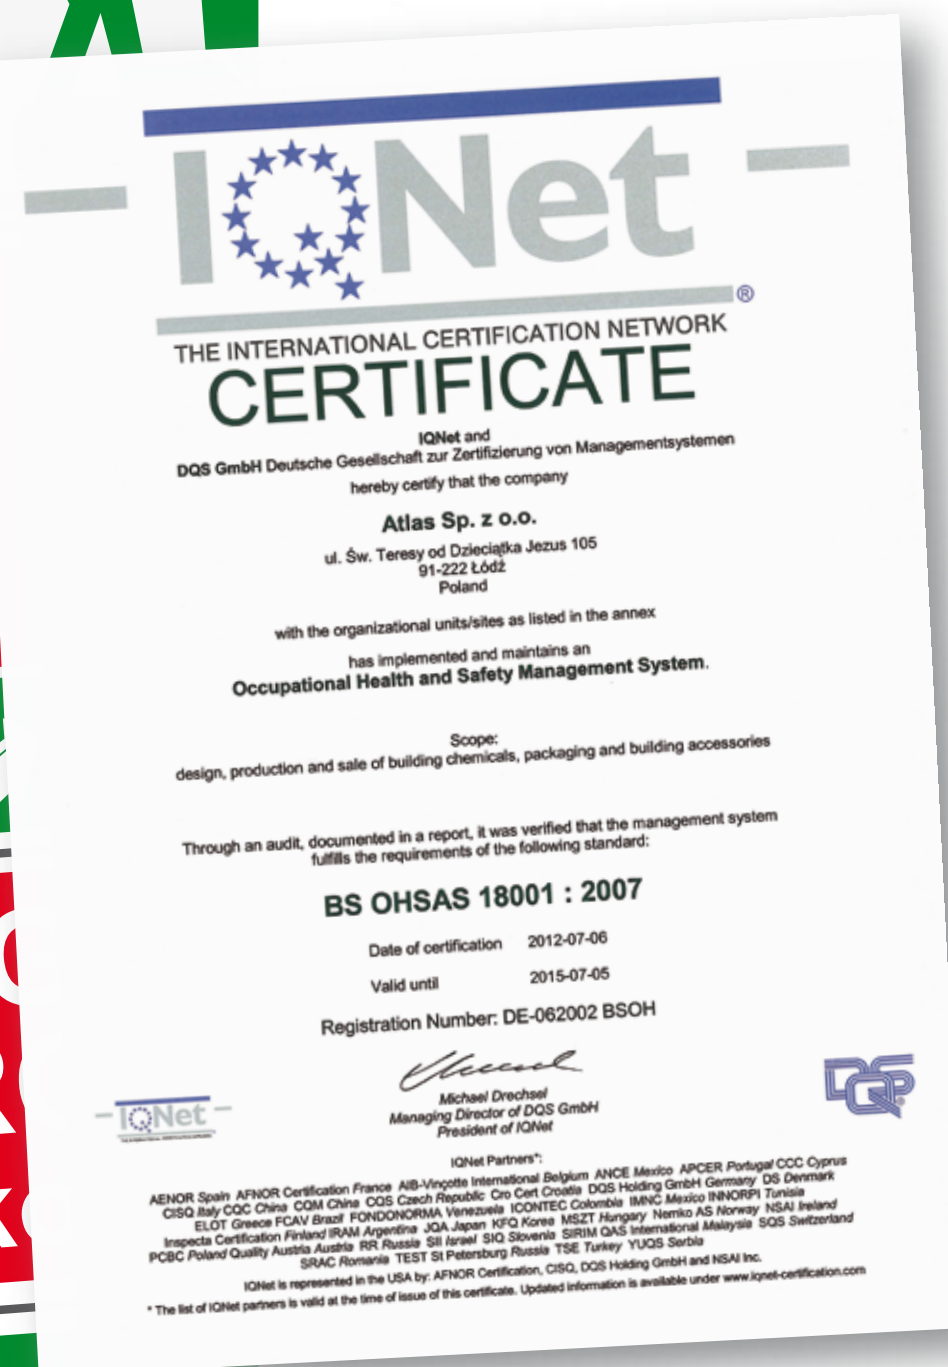 IQNet ®
THE INTERNATIONAL CERTIFICATION NETWORK
CERTIFICATE
IQNet and
DQS GmbH Deutsche Gesellschaft zur Zertifizierung von Managementsystemen
hereby certify that the company
Atlas Sp. z o.o.
ul. Św. Teresy od Dzieciątka Jezus 105
91-222 Łódź
Poland
with the organizational units/sites as listed in the annex
has implemented and maintains an
Occupational Health and Safety Management System.
Scope:
design, production and sale of building chemicals, packaging and building accessories
Through an audit, documented in a report, it was verified that the management system
fulfills the requirements of the following standard:
BS OHSAS 18001 : 2007
Date of certification 2012-07-06
Valid until 2015-07-05
Registration Number: DE-062002 BSOH
Michael Drechsel
Managing Director of DQS GmbH
President of IQNet
IQNet
DQS ®
IQNet Partners*:
AENOR Spain AFNOR Certification France AIB-Vinçotte International Belgium ANCE Mexico APCER Portugal CCC Cyprus
CISQ Italy CQC China CQM China CQS Czech Republic Cro Cert Croatia DQS Holding GmbH Germany DS Denmark
ELOT Greece FCAV Brazil FONDONORMA Venezuela ICONTEC Colombia IMNC Mexico INNORPI Tunisia
Inspecta Certification Finland IRAM Argentina JQA Japan KFQ Korea MSZT Hungary Nemko AS Norway NSAI Ireland
PCBC Poland Quality Austria Austria RR Russia SII Israel SIQ Slovenia SIRIM QAS International Malaysia SQS Switzerland
SRAC Romania TEST St Petersburg Russia TSE Turkey YUQS Serbia
IQNet is represented in the USA by: AFNOR Certification, CISQ, DQS Holding GmbH and NSAI Inc.
* The list of IQNet partners is valid at the time of issue of this certificate. Updated information is available under www.iqnet-certification.com